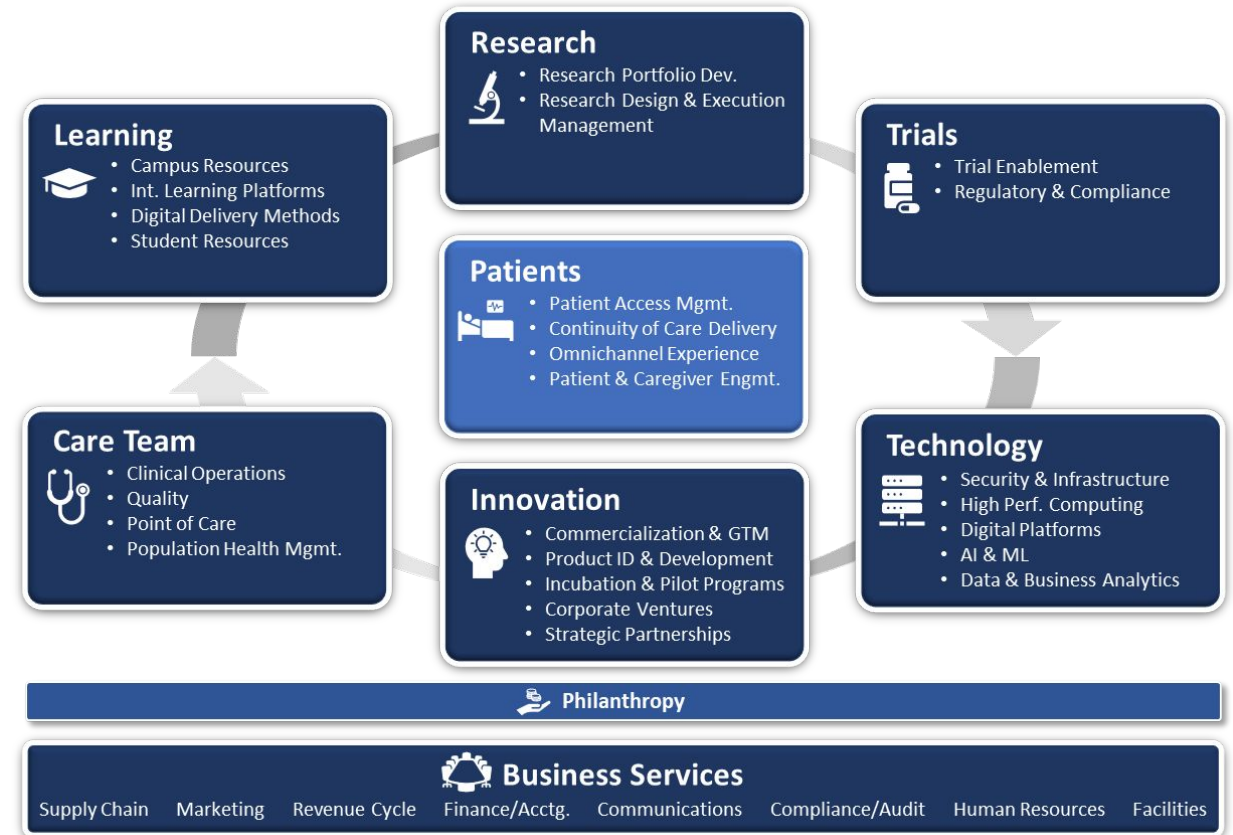 Research
• Research Portfolio Dev.
• Research Design & Execution
Management
Learning
• Campus Resources
• Int. Learning Platforms
• Digital Delivery Methods
• Student Resources
Trials
• Trial Enablement
• Regulatory & Compliance
Patients
• Patient Access Mgmt.
• Continuity of Care Delivery
• Omnichannel Experience
• Patient & Caregiver Engmt.
Care Team
• Clinical Operations
• Quality
• Point of Care
• Population Health Mgmt.
Innovation
• Commercialization & GTM
• Product ID & Development
• Incubation & Pilot Programs
• Corporate Ventures
• Strategic Partnerships
Technology
• Security & Infrastructure
• High Perf. Computing
• Digital Platforms
• AI & ML
• Data & Business Analytics
Philanthropy
Business Services
Supply Chain Marketing Revenue Cycle Finance/Acctg. Communications Compliance/Audit Human Resources Facilities